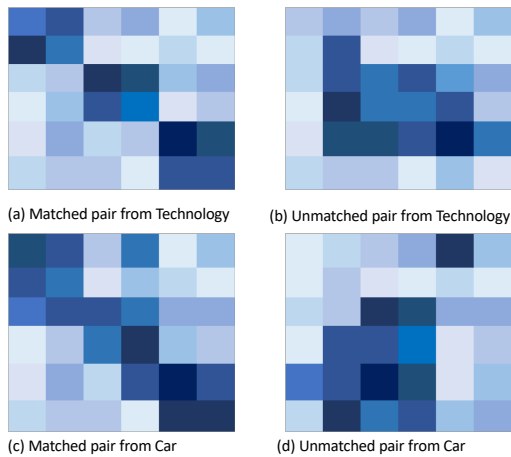 (a) Matched pair from Technology
(b) Unmatched pair from Technology
(c) Matched pair from Car
(d) Unmatched pair from Car